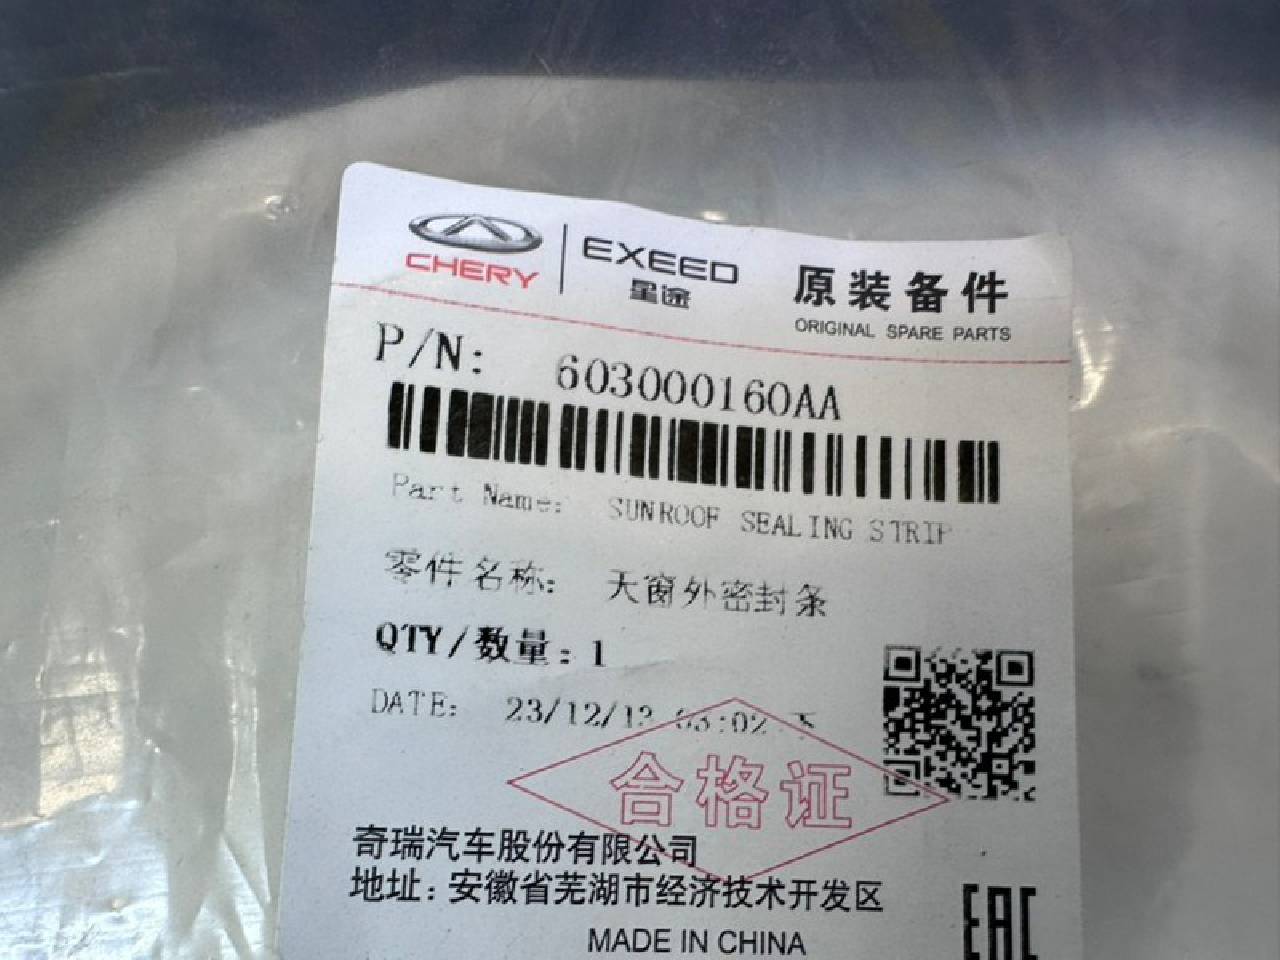 CHERY
EXEED
星途
原装备件
ORIGINAL SPARE PARTS
P/N: 603000160AA
Part Name: SUNROOF SEALING STRIP
零件名称: 天窗外密封条
QTY/数量: 1
DATE: 23/12/13 03:02
合格证
奇瑞汽车股份有限公司
地址:安徽省芜湖市经济技术开发区
MADE IN CHINA
EAC